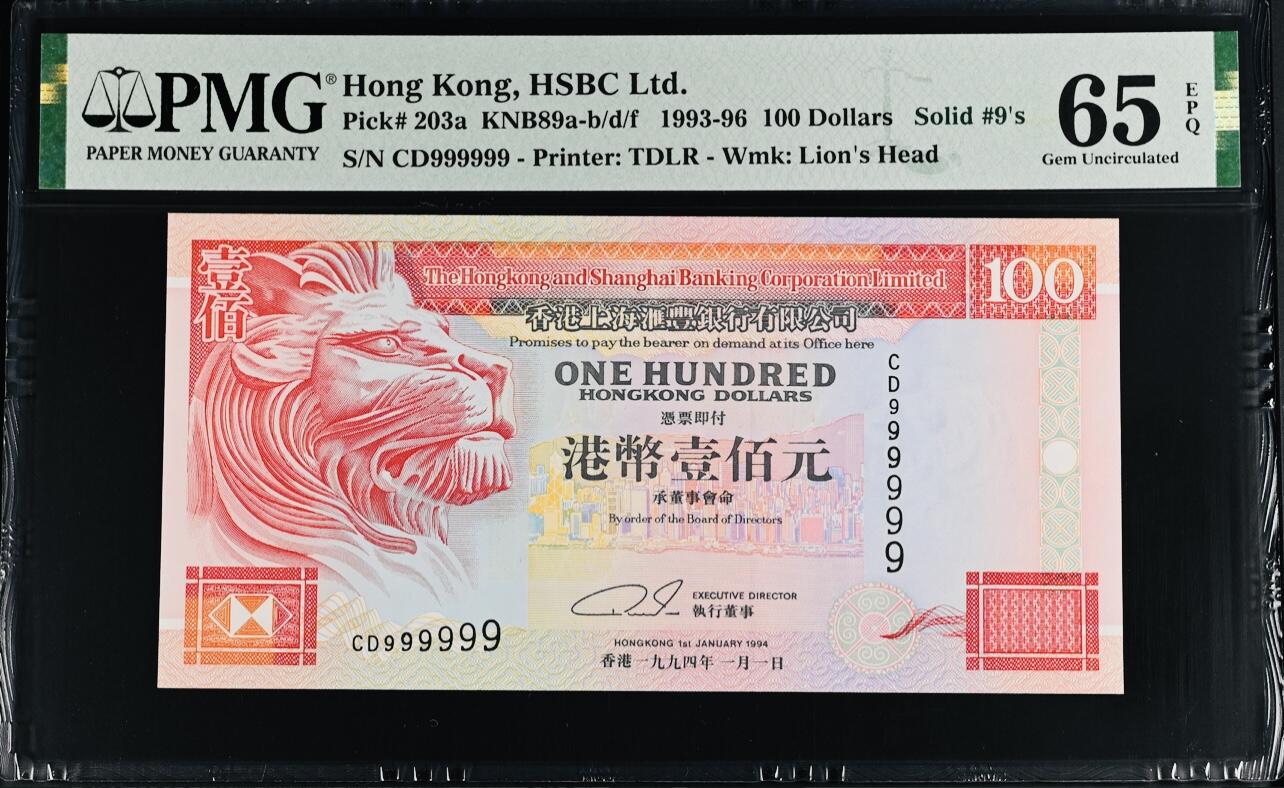 PMG®
PAPER MONEY GUARANTY
Hong Kong, HSBC Ltd.
Pick# 203a KNB89a-b/d/f 1993-96 100 Dollars Solid #9's
S/N CD999999 - Printer: TDLR - Wmk: Lion's Head
65
EPQ
Gem Uncirculated
壹佰
The Hongkong and Shanghai Banking Corporation Limited
100
香港上海滙豐銀行有限公司
Promises to pay the bearer on demand at its Office here
ONE HUNDRED
HONGKONG DOLLARS
憑票即付
港幣壹佰元
承董事會命
By order of the Board of Directors
CD999999
EXECUTIVE DIRECTOR
執行董事
CD999999
HONGKONG 1st JANUARY 1994
香港一九九四年一月一日